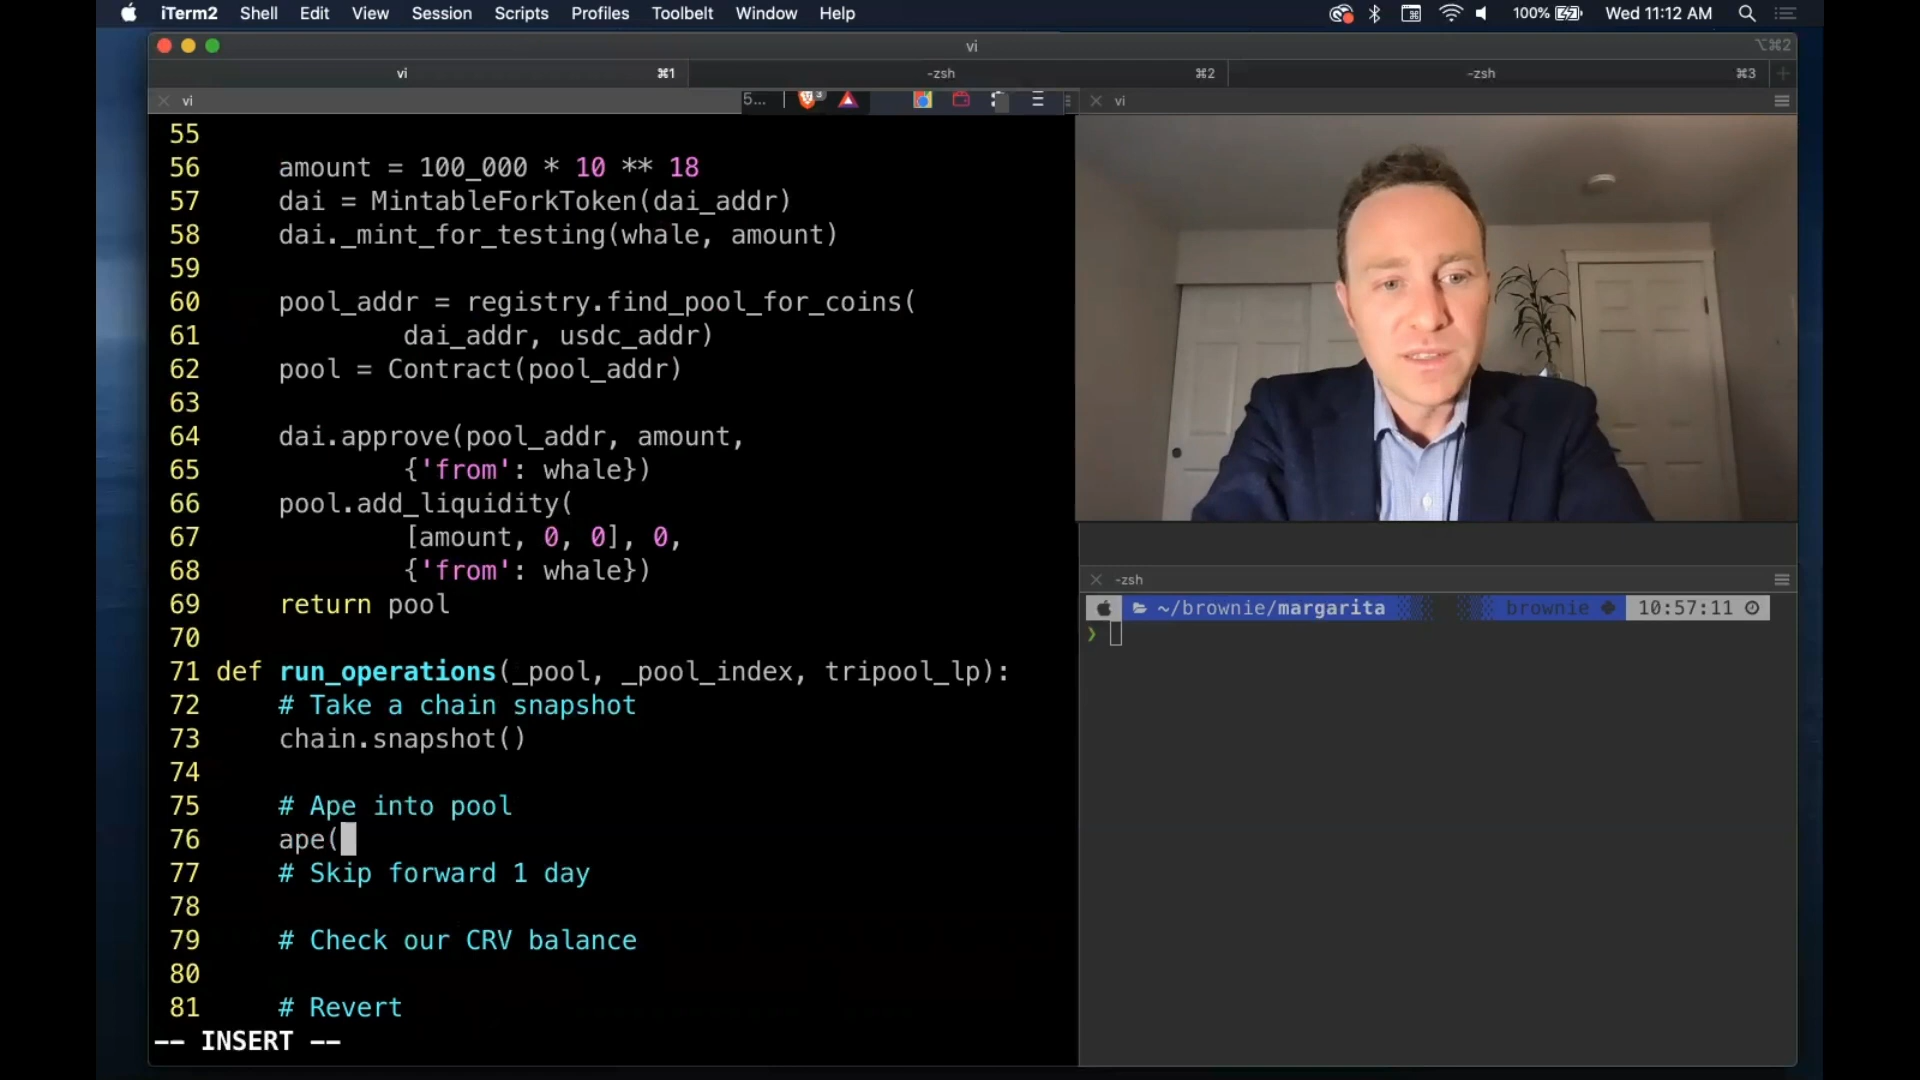 iTerm2 Shell Edit View Session Scripts Profiles Toolbelt Window Help 100% Wed 11:12 AM
vi ⌥⌘2
vi ⌘1 -zsh ⌘2 -zsh ⌘3
vi 5... 3 vi
55
56 amount = 100_000 * 10 ** 18
57 dai = MintableForkToken(dai_addr)
58 dai._mint_for_testing(whale, amount)
59
60 pool_addr = registry.find_pool_for_coins(
61 dai_addr, usdc_addr)
62 pool = Contract(pool_addr)
63
64 dai.approve(pool_addr, amount,
65 {'from': whale})
66 pool.add_liquidity(
67 [amount, 0, 0], 0,
68 {'from': whale})
69 return pool
70
71 def run_operations(_pool, _pool_index, tripool_lp):
72 # Take a chain snapshot
73 chain.snapshot()
74
75 # Ape into pool
76 ape(
77 # Skip forward 1 day
78
79 # Check our CRV balance
80
81 # Revert
-- INSERT --
-zsh
~/brownie/margarita brownie 10:57:11
❯